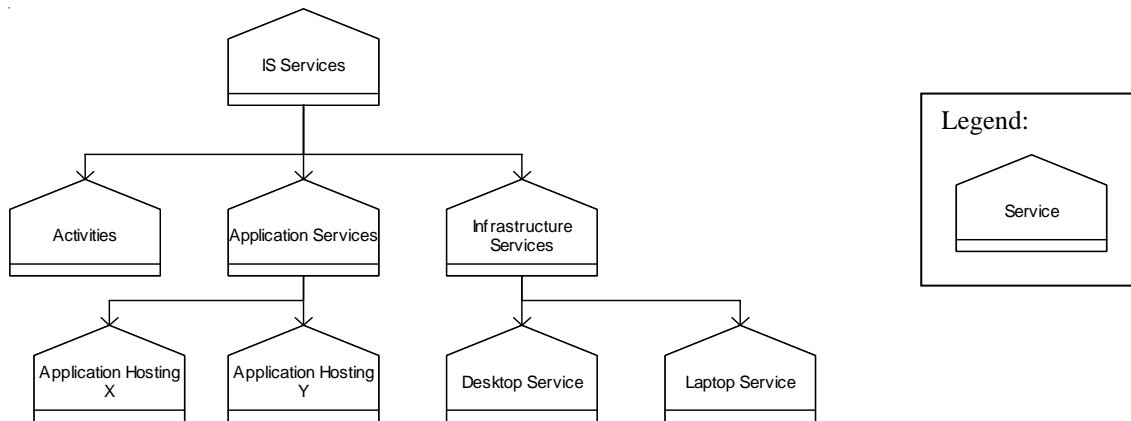 IS Services
Legend:
Service
Activities
Application Services
Infrastructure
Services
Application Hosting
X
Application Hosting
Y
Desktop Service
Laptop Service